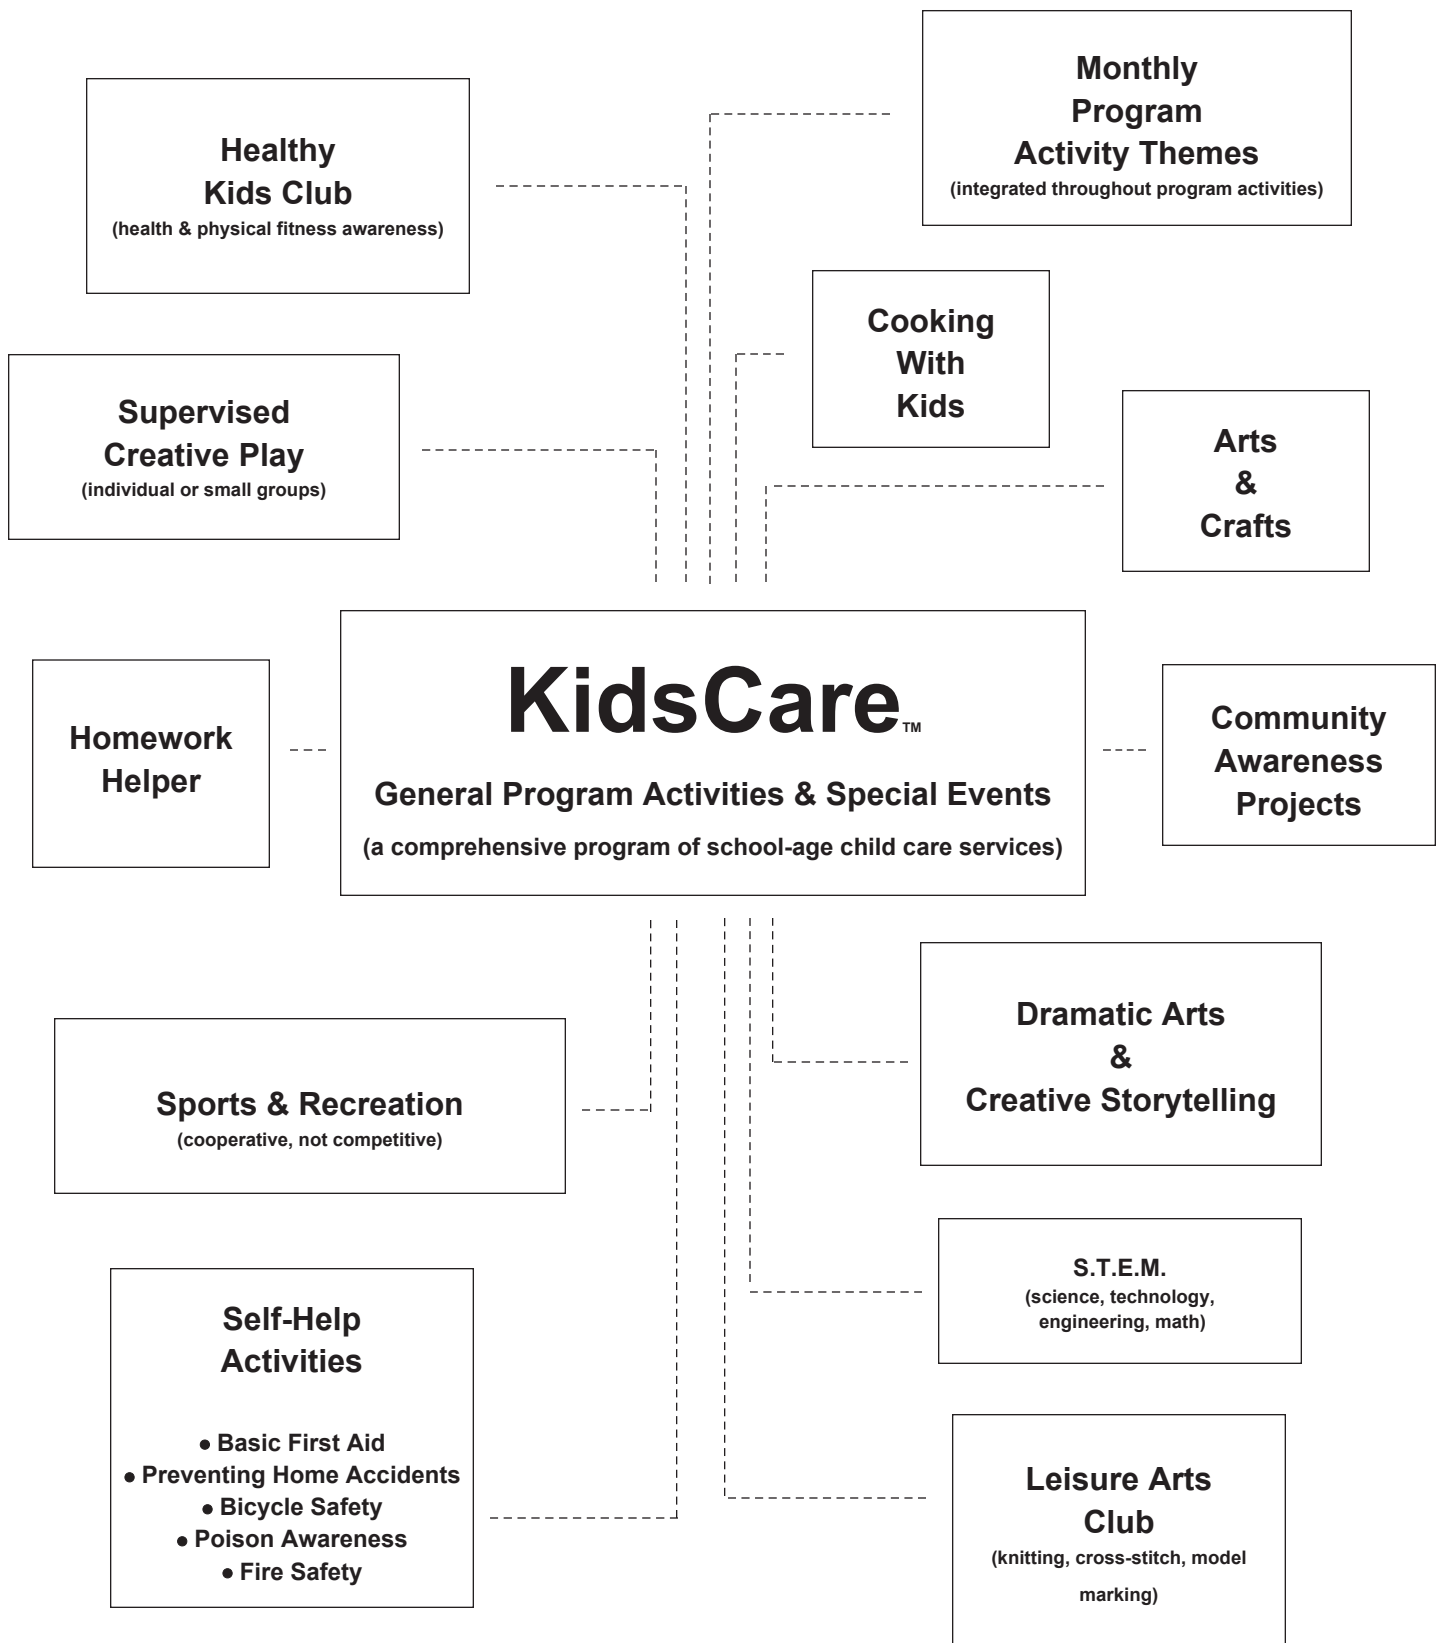 Monthly
Program
Activity Themes
(integrated throughout program activities)
Healthy
Kids Club
(health & physical fitness awareness)
Cooking
With
Kids
Supervised
Creative Play
(individual or small groups)
Arts
&
Crafts
KidsCare™
General Program Activities & Special Events
(a comprehensive program of school-age child care services)
Homework
Helper
Community
Awareness
Projects
Dramatic Arts
&
Creative Storytelling
Sports & Recreation
(cooperative, not competitive)
S.T.E.M.
(science, technology,
engineering, math)
Self-Help
Activities
● Basic First Aid
● Preventing Home Accidents
● Bicycle Safety
● Poison Awareness
● Fire Safety
Leisure Arts
Club
(knitting, cross-stitch, model
marking)